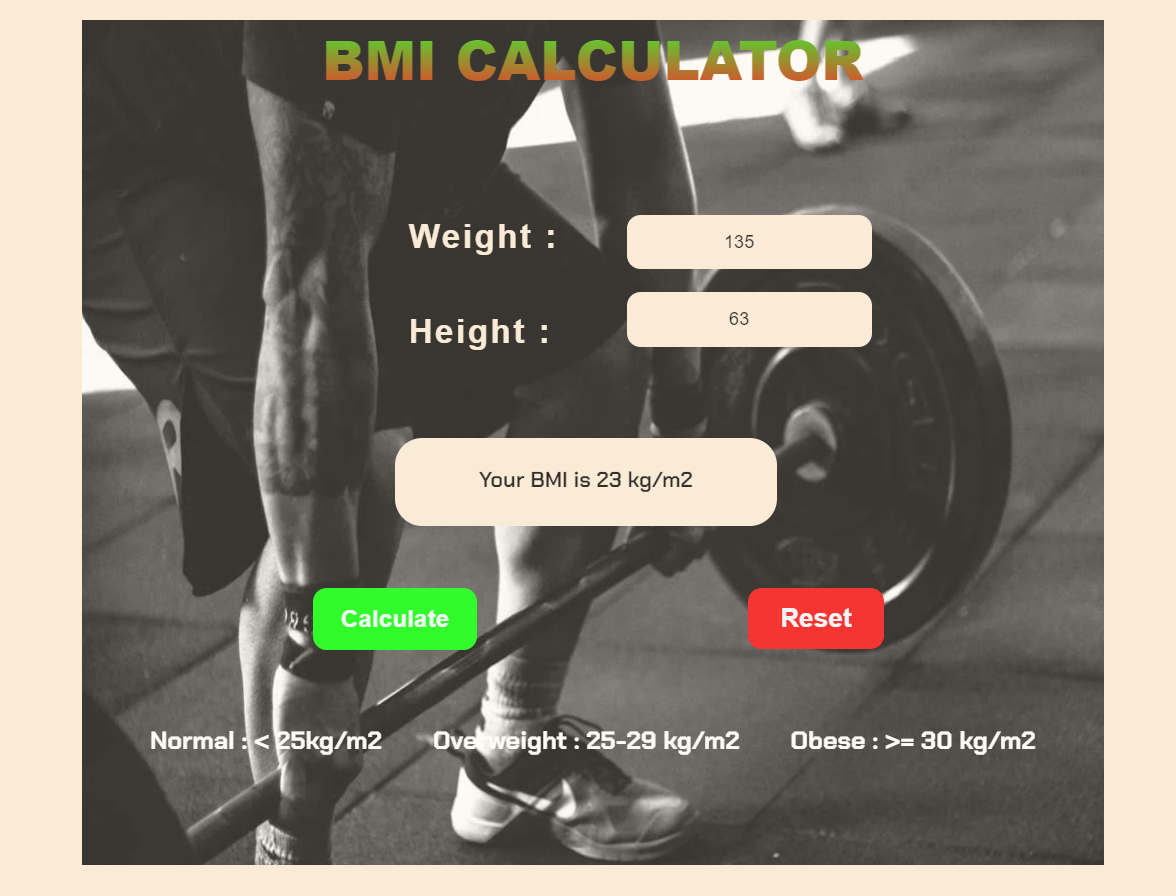 BMI CALCULATOR
Weight :
135
Height :
63
Your BMI is 23 kg/m2
Calculate
Reset
Normal : < 25kg/m2
Overweight : 25-29 kg/m2
Obese : >= 30 kg/m2